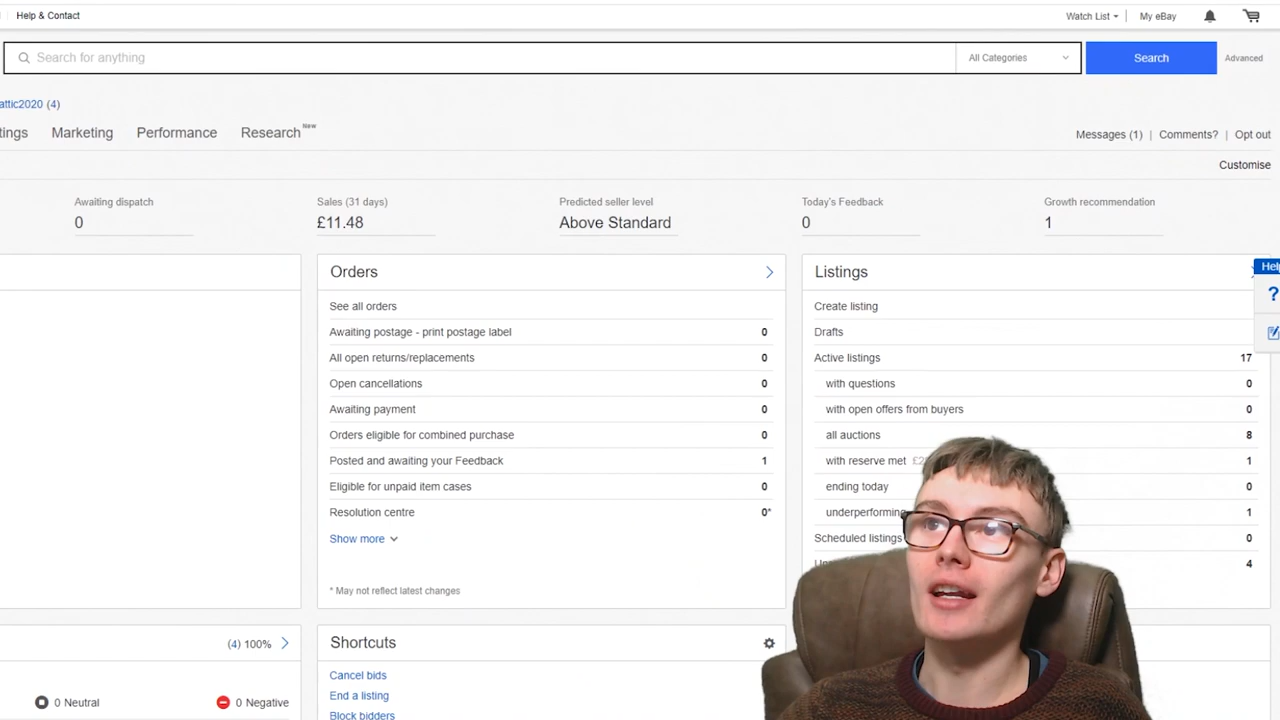 Help & Contact
Watch List
My eBay
Search for anything
All Categories
Search
Advanced
attic2020 (4)
tings
Marketing
Performance
Research New
Messages (1) | Comments? | Opt out
Customise
Awaiting dispatch
0
Sales (31 days)
£11.48
Predicted seller level
Above Standard
Today's Feedback
0
Growth recommendation
1
Orders
See all orders
Awaiting postage - print postage label 0
All open returns/replacements 0
Open cancellations 0
Awaiting payment 0
Orders eligible for combined purchase 0
Posted and awaiting your Feedback 1
Eligible for unpaid item cases 0
Resolution centre 0*
Show more
* May not reflect latest changes
Listings
Create listing
Drafts
Active listings 17
with questions 0
with open offers from buyers 0
all auctions 8
with reserve met 1
ending today 0
underperforming 1
Scheduled listings 0
4
Help
?
(4) 100%
0 Neutral
0 Negative
Shortcuts
Cancel bids
End a listing
Block bidders